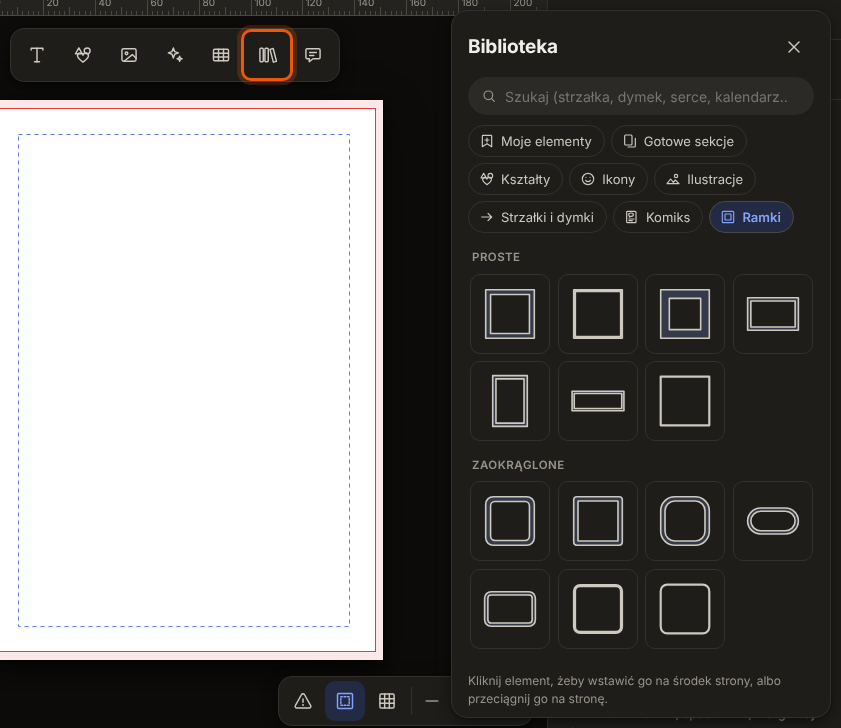 20 40 60 80 100 120 140 160 180 200
Biblioteka
Szukaj (strzałka, dymek, serce, kalendarz..
Moje elementy
Gotowe sekcje
Kształty
Ikony
Ilustracje
Strzałki i dymki
Komiks
Ramki
PROSTE
ZAOKRĄGLONE
Kliknij element, żeby wstawić go na środek strony, albo
przeciągnij go na stronę.